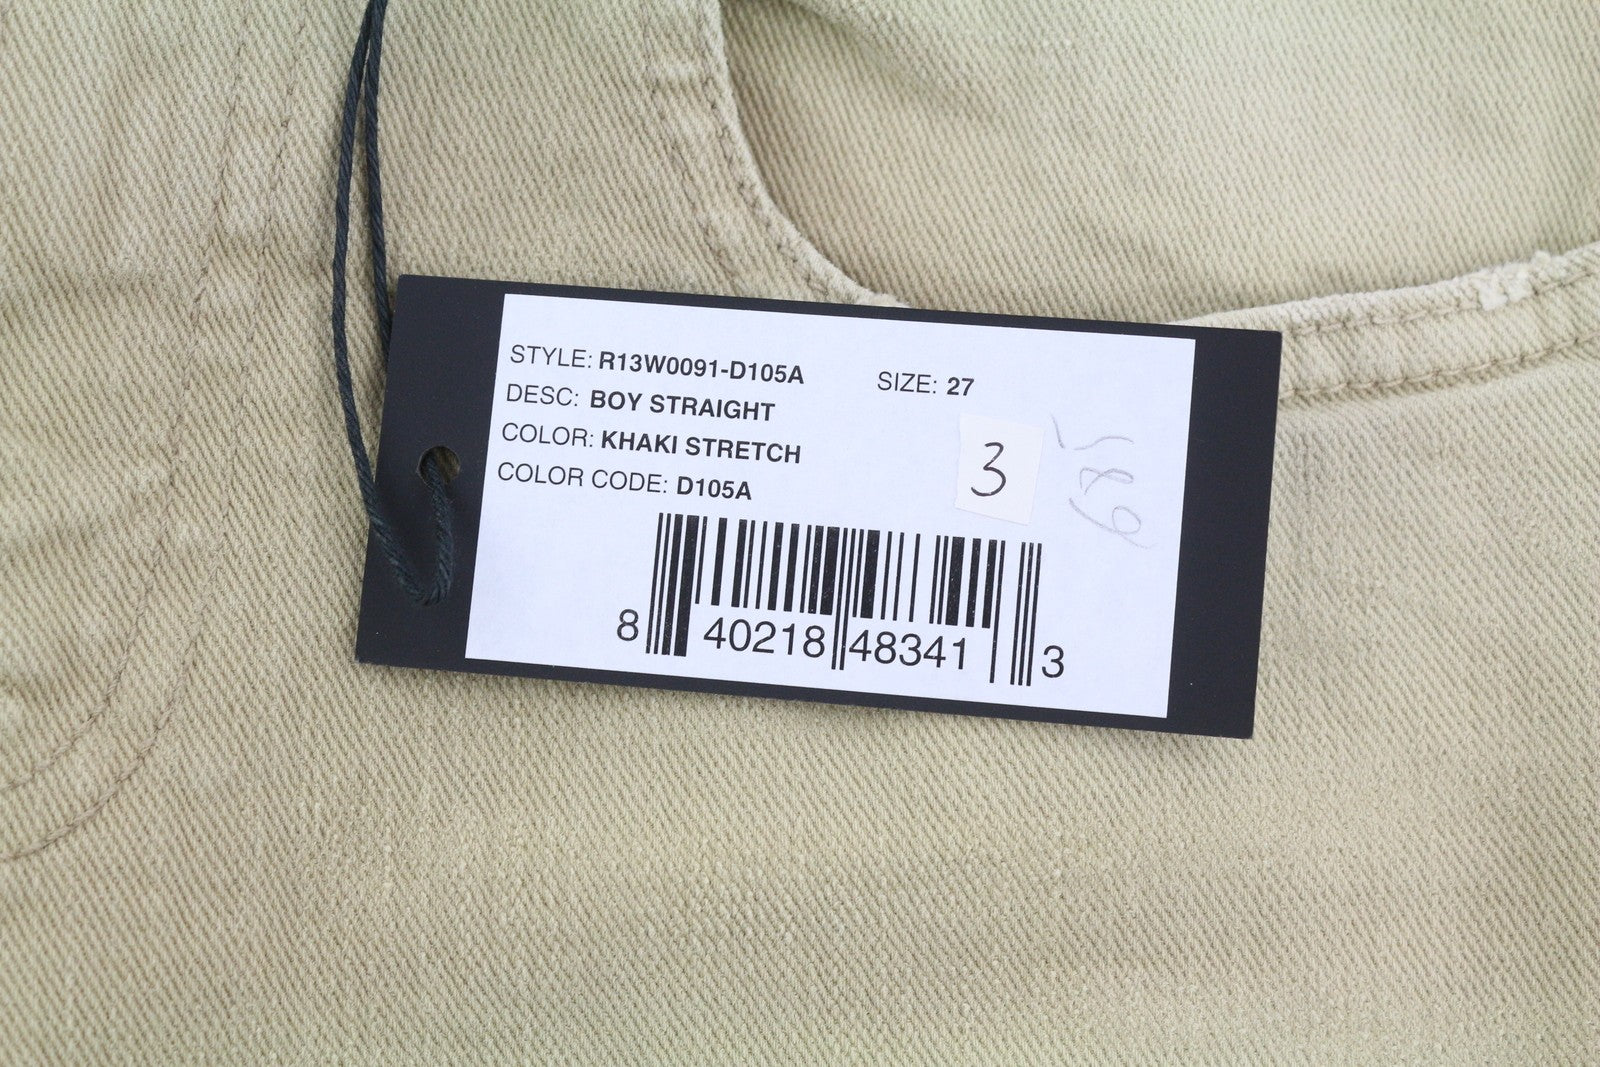 STYLE: R13W0091-D105A SIZE: 27
DESC: BOY STRAIGHT
COLOR: KHAKI STRETCH
COLOR CODE: D105A
3
8 40218 48341 3